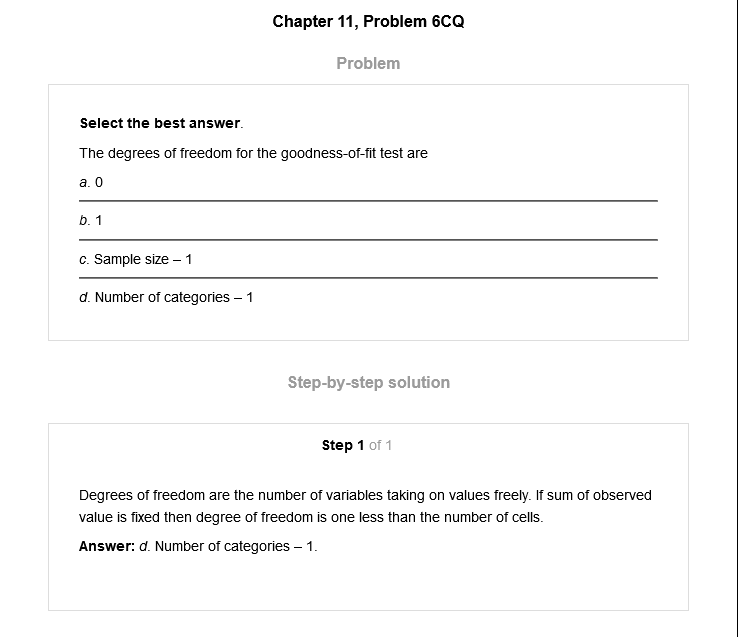 Chapter 11, Problem 6CQ
Problem
Select the best answer.
The degrees of freedom for the goodness-of-fit test are
a. 0
b. 1
c. Sample size – 1
d. Number of categories – 1
Step-by-step solution
Step 1 of 1
Degrees of freedom are the number of variables taking on values freely. If sum of observed
value is fixed then degree of freedom is one less than the number of cells.
Answer: d. Number of categories – 1.